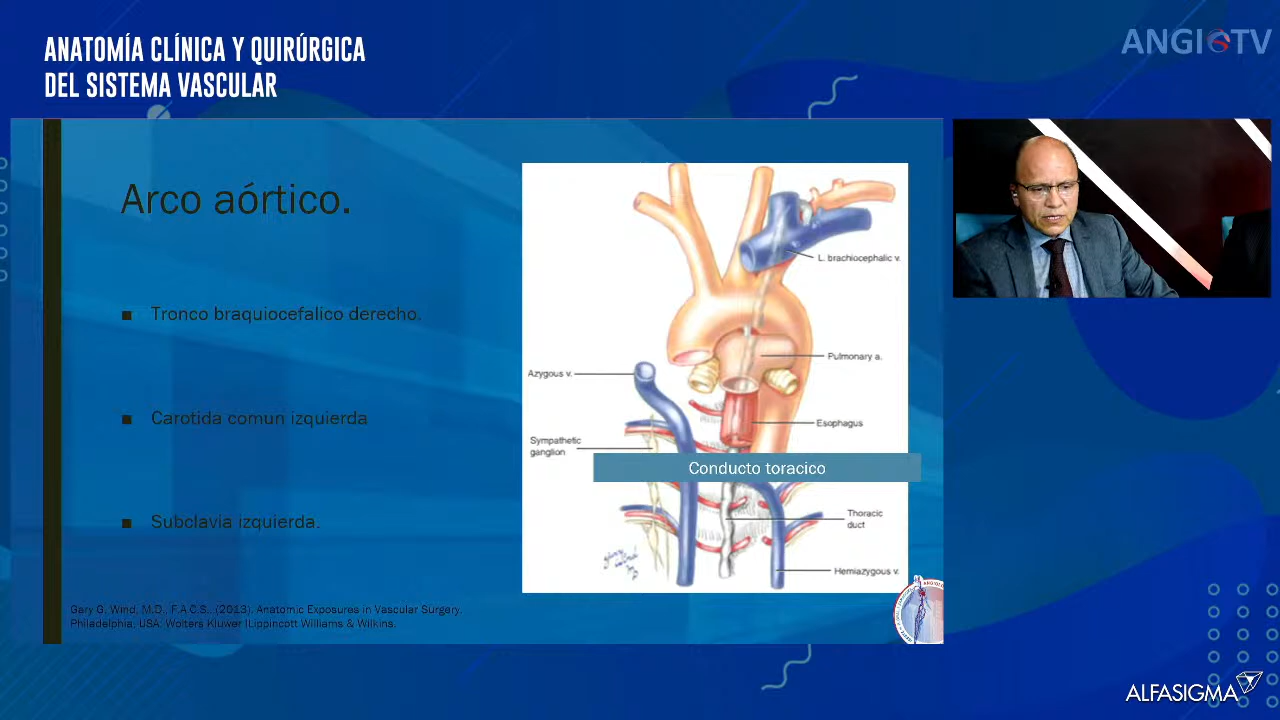 ANATOMÍA CLÍNICA Y QUIRÚRGICA
DEL SISTEMA VASCULAR
ANGIOTV
Arco aórtico.
Tronco braquiocefalico derecho.
Carotida comun izquierda
Subclavia izquierda.
L. brachiocephalic v.
Pulmonary a.
Azygous v.
Esophagus
Sympathetic
ganglion
Conducto toracico
Thoracic
duct
Hemiazygous v.
Gary G. Wind, M.D., F.A.C.S.. (2013). Anatomic Exposures in Vascular Surgery.
Philadelphia, USA: Wolters Kluwer |Lippincott Williams & Wilkins.
ALFASIGMA